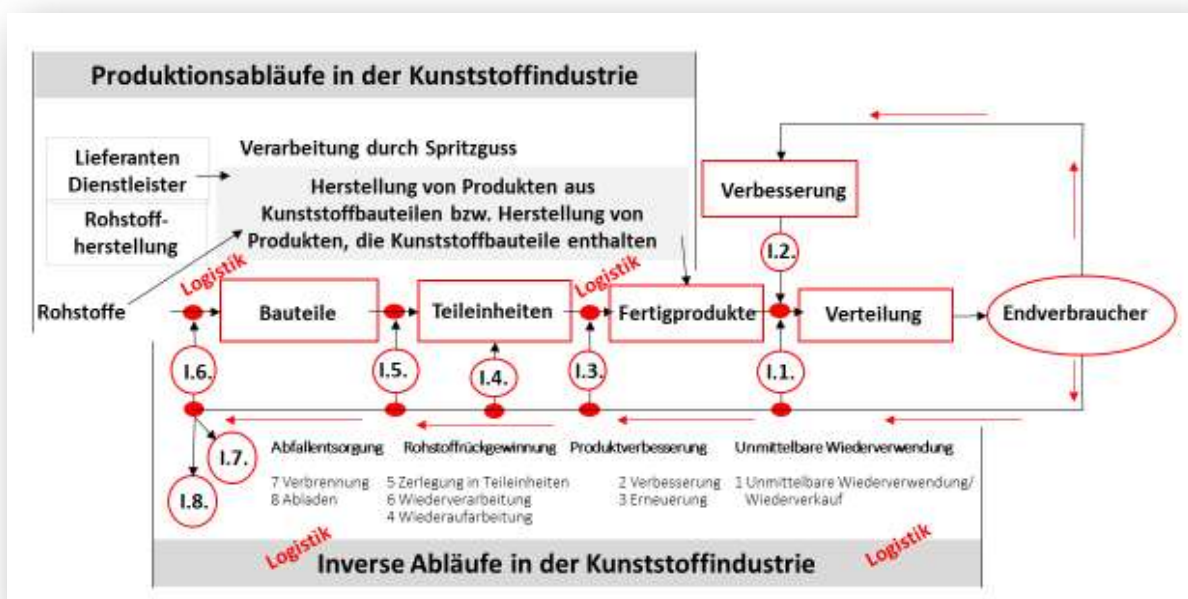 Produktionsabläufe in der Kunststoffindustrie
Lieferanten
Dienstleister
Rohstoff-
herstellung
Verarbeitung durch Spritzguss
Herstellung von Produkten aus
Kunststoffbauteilen bzw. Herstellung von
Produkten, die Kunststoffbauteile enthalten
Verbesserung
I.2.
Logistik
Logistik
Rohstoffe
Bauteile
Teileinheiten
Fertigprodukte
Verteilung
Endverbraucher
I.6.
I.5.
I.4.
I.3.
I.1.
I.7.
I.8.
Abfallentsorgung
7 Verbrennung
8 Abladen
Rohstoffrückgewinnung
5 Zerlegung in Teileinheiten
6 Wiederverarbeitung
4 Wiederaufarbeitung
Produktverbesserung
2 Verbesserung
3 Erneuerung
Unmittelbare Wiederverwendung
1 Unmittelbare Wiederverwendung/
Wiederverkauf
Logistik
Logistik
Inverse Abläufe in der Kunststoffindustrie